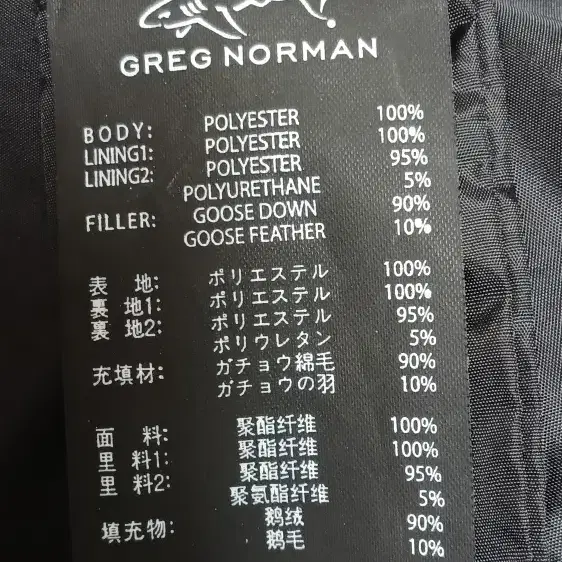 GREG NORMAN
BODY: POLYESTER 100%
LINING1: POLYESTER 100%
LINING2: POLYESTER 95%
POLYURETHANE 5%
FILLER: GOOSE DOWN 90%
GOOSE FEATHER 10%
表 地: ポリエステル 100%
裏 地1: ポリエステル 100%
裏 地2: ポリエステル 95%
ポリウレタン 5%
充填材: ガチョウ綿毛 90%
ガチョウの羽 10%
面 料: 聚酯纤维 100%
里 料1: 聚酯纤维 100%
里 料2: 聚酯纤维 95%
聚氨酯纤维 5%
填充物: 鹅绒 90%
鹅毛 10%